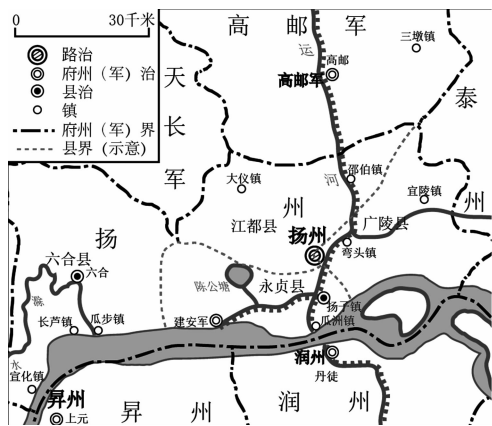 0 30千米
路治
府州（军）治
县治
镇
府州（军）界
县界（示意）
高邮军
三墩镇
运
高邮
高邮军
天长军
泰州
邵伯镇
河
大仪镇
宜陵镇
扬州
江都县
广陵县
扬州
弯头镇
六合县
六合
滁
水
陈公塘
永贞县
扬子镇
长芦镇
瓜步镇
建安军
瓜洲镇
润州
丹徒
宣化镇
昇州
上元
昇州
润州